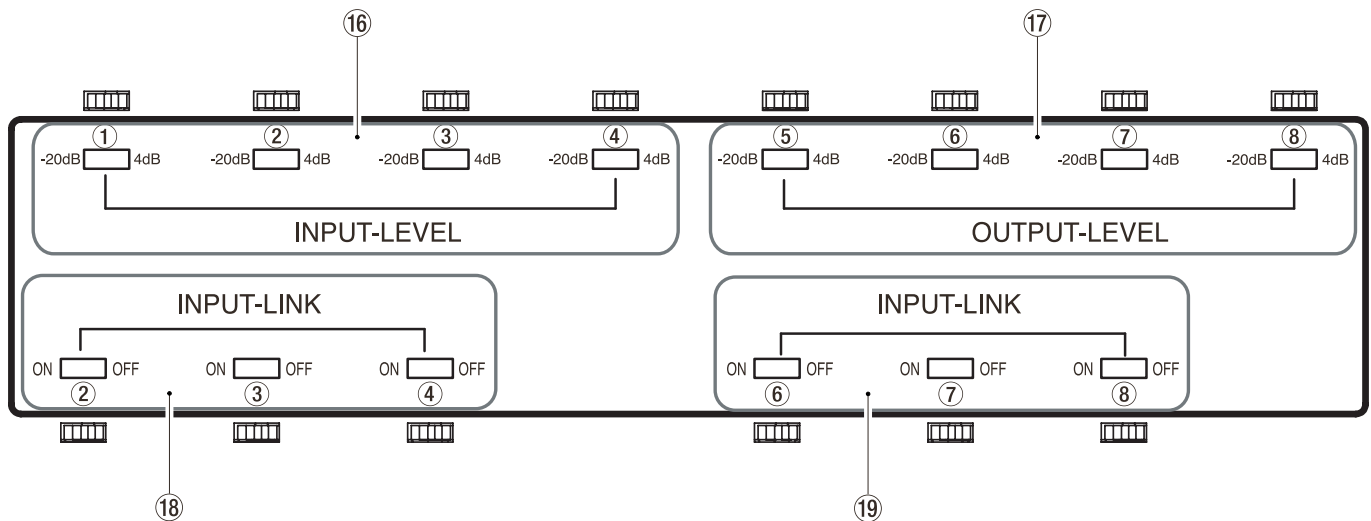 ⑯ ⑰
① ② ③ ④ ⑤ ⑥ ⑦ ⑧
-20dB 4dB -20dB 4dB -20dB 4dB -20dB 4dB -20dB 4dB -20dB 4dB -20dB 4dB -20dB 4dB
INPUT-LEVEL OUTPUT-LEVEL
INPUT-LINK INPUT-LINK
ON OFF ON OFF ON OFF ON OFF ON OFF ON OFF
② ③ ④ ⑥ ⑦ ⑧
⑱ ⑲